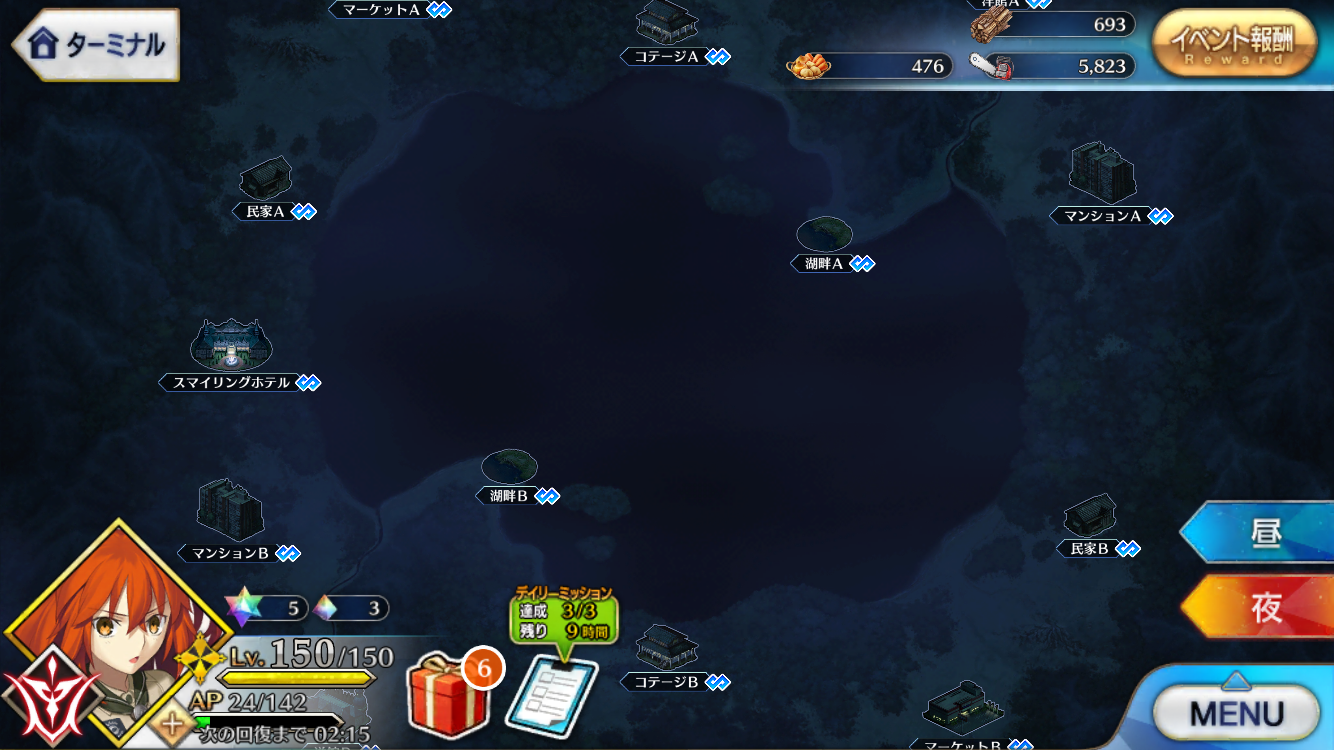 ターミナル
マーケットA
コテージA
693
476
5,823
イベント報酬
Reward
民家A
マンションA
湖畔A
スマイリングホテル
湖畔B
マンションB
民家B
昼
夜
5
3
デイリーミッション
達成 3/3
残り 9時間
Lv.150/150
AP 24/142
次の回復まで 02:15
6
コテージB
マーケットB
MENU